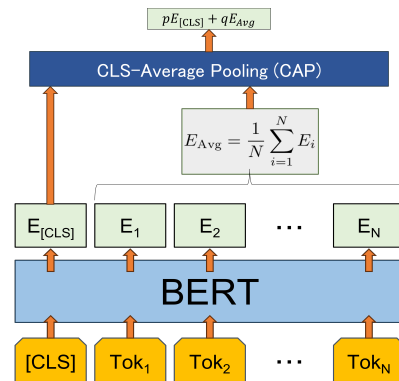 pE[CLS] + qEAvg
CLS-Average Pooling (CAP)
EAvg = 1/N ∑i=1N Ei
E[CLS] E1 E2 ··· EN
BERT
[CLS] Tok1 Tok2 ··· TokN